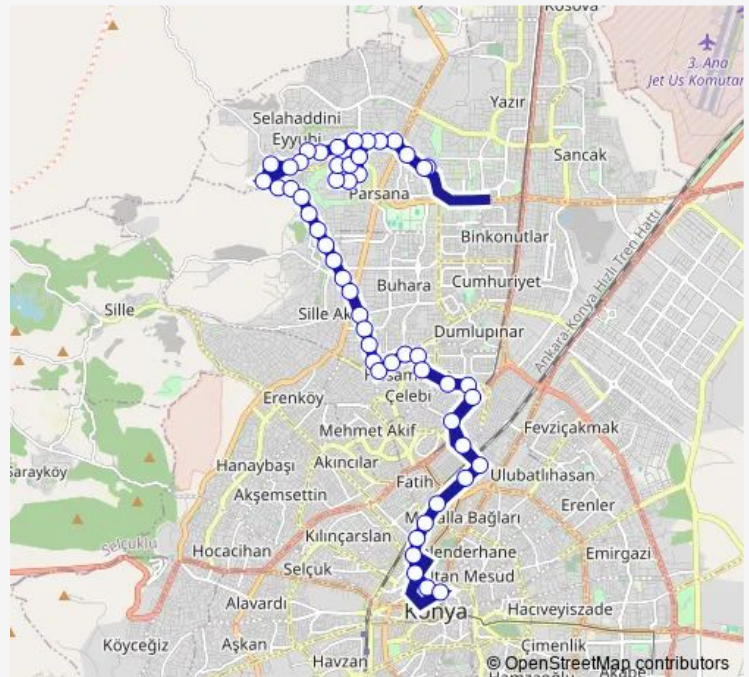 Kosova
3. Ana
Jet Us Komutan
Yazır
Selahaddini
Eyyubi
Sancak
Parsana
Binkonutlar
Ankara Konya Hızlı Tren Hattı
Buhara
Cumhuriyet
Sille
Sille Ak
Dumlupınar
Çelebi
Erenköy
Mehmet Akif
Fevziçakmak
Hanaybaşı
Akıncılar
Sarayköy
Fatih
Ulubatlıhasan
Akşemsettin
Erenler
Bağları
Kılınçarslan
Selçuklu
Hocacihan
Emirgazi
Selçuk
Alavardı
Hacıveyiszade
Konya
Köyceğiz
Aşkan
Çimenlik
Havzan
© OpenStreetMap contributors